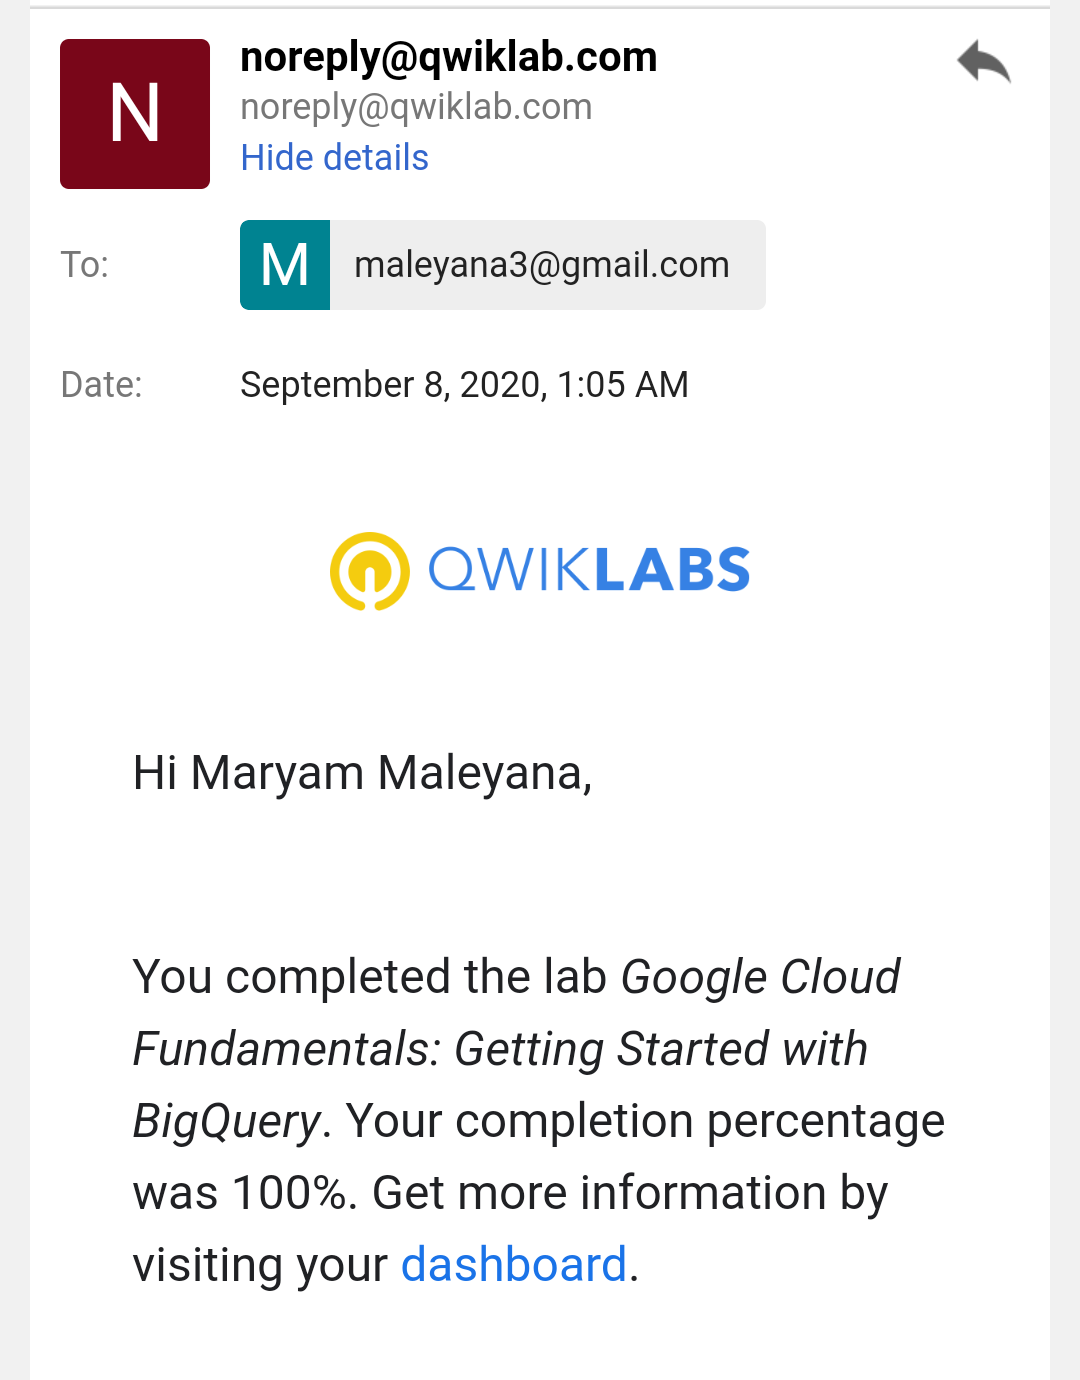 N
noreply@qwiklab.com
noreply@qwiklab.com
Hide details
To:
M maleyana3@gmail.com
Date: September 8, 2020, 1:05 AM
QWIKLABS
Hi Maryam Maleyana,
You completed the lab Google Cloud
Fundamentals: Getting Started with
BigQuery. Your completion percentage
was 100%. Get more information by
visiting your dashboard.